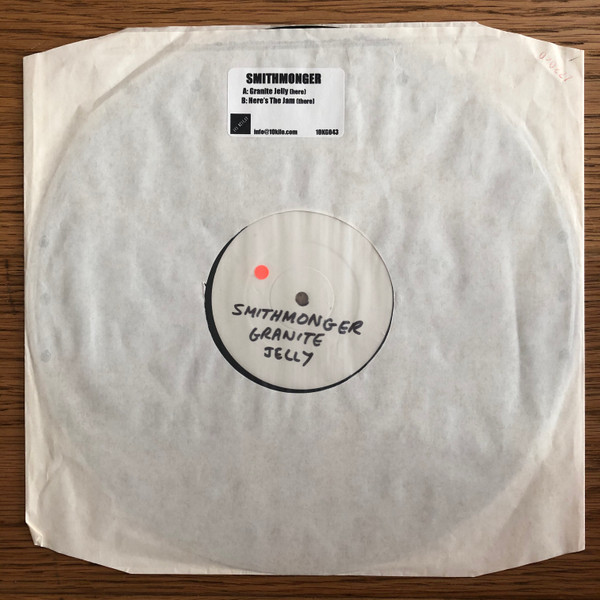 SMITHMONGER
A: Granite Jelly (here)
B: Here's The Jam (there)
info@10kilo.com 10KG043
SMITHMONGER
GRANITE
JELLY